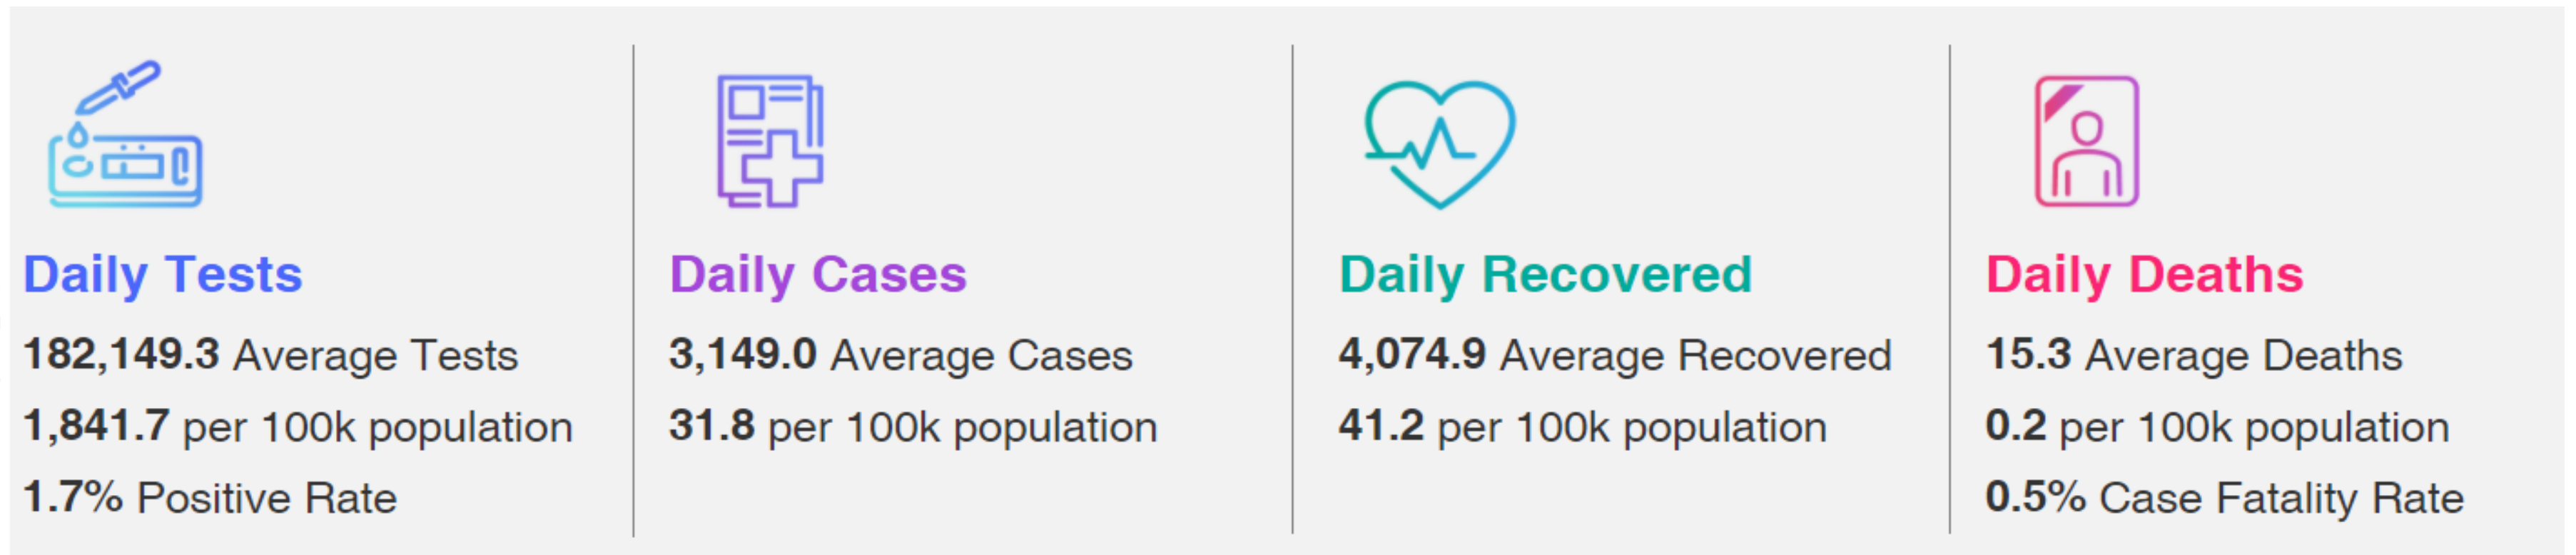 Daily Tests
182,149.3 Average Tests
1,841.7 per 100k population
1.7% Positive Rate
Daily Cases
3,149.0 Average Cases
31.8 per 100k population
Daily Recovered
4,074.9 Average Recovered
41.2 per 100k population
Daily Deaths
15.3 Average Deaths
0.2 per 100k population
0.5% Case Fatality Rate